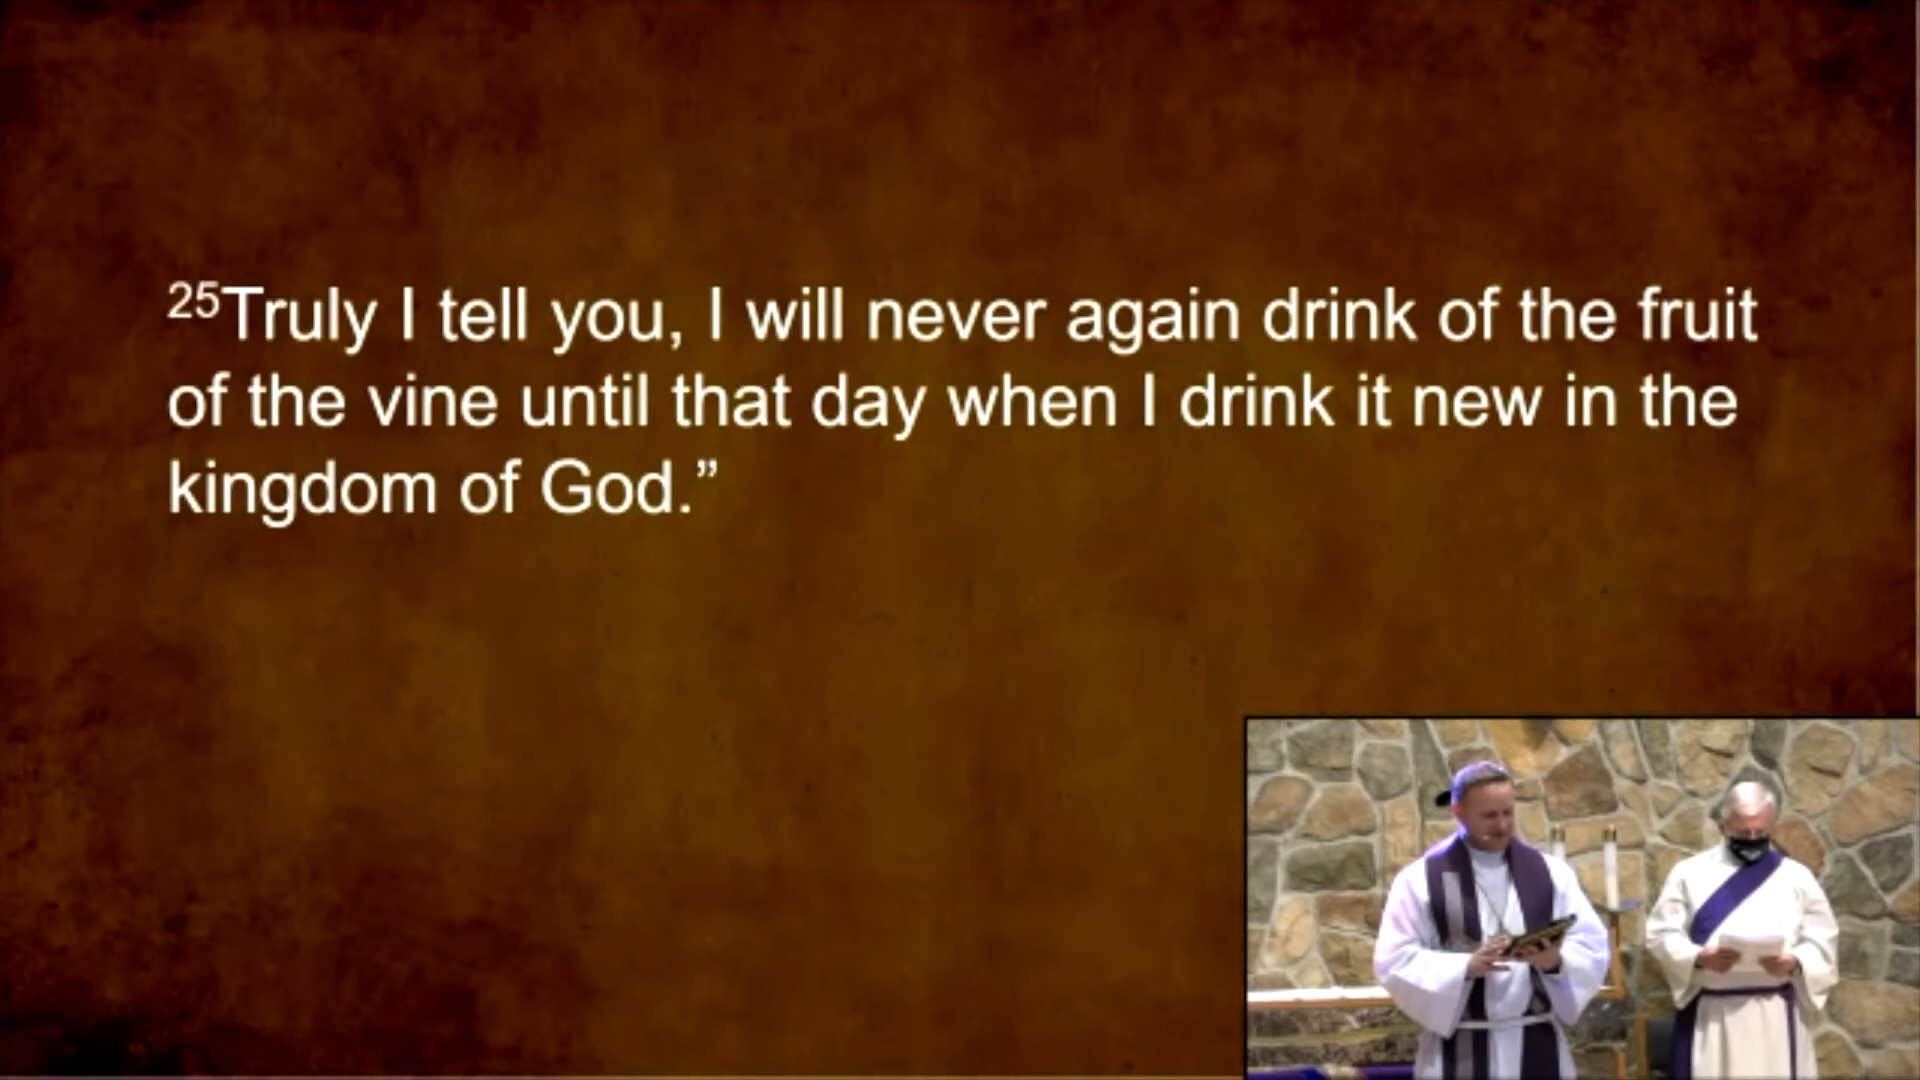 25Truly I tell you, I will never again drink of the fruit
of the vine until that day when I drink it new in the
kingdom of God.”